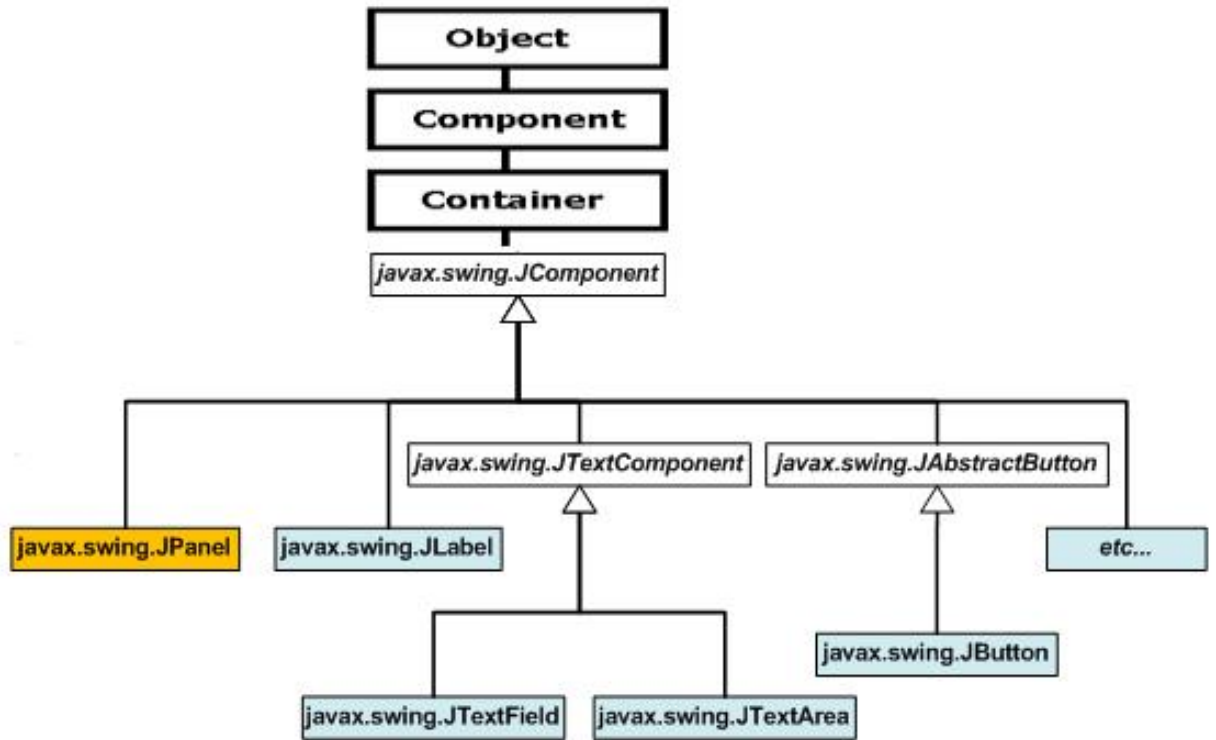 Object
Component
Container
javax.swing.JComponent
javax.swing.JTextComponent
javax.swing.JAbstractButton
javax.swing.JPanel
javax.swing.JLabel
etc...
javax.swing.JButton
javax.swing.JTextField
javax.swing.JTextArea